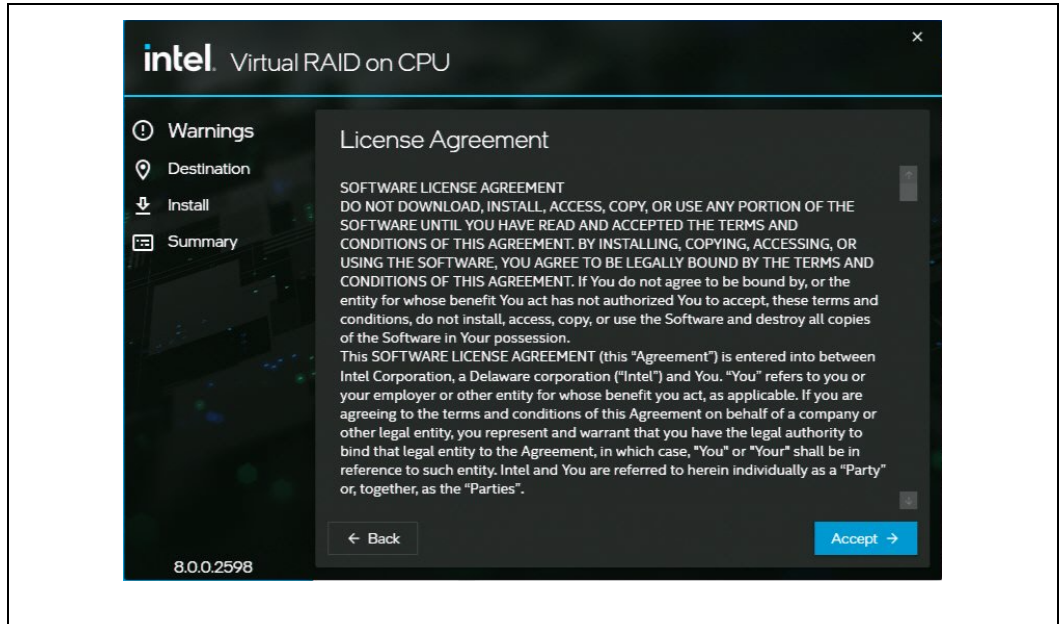 intel. Virtual RAID on CPU
Warnings
Destination
Install
Summary
License Agreement
SOFTWARE LICENSE AGREEMENT
DO NOT DOWNLOAD, INSTALL, ACCESS, COPY, OR USE ANY PORTION OF THE
SOFTWARE UNTIL YOU HAVE READ AND ACCEPTED THE TERMS AND
CONDITIONS OF THIS AGREEMENT. BY INSTALLING, COPYING, ACCESSING, OR
USING THE SOFTWARE, YOU AGREE TO BE LEGALLY BOUND BY THE TERMS AND
CONDITIONS OF THIS AGREEMENT. If You do not agree to be bound by, or the
entity for whose benefit You act has not authorized You to accept, these terms and
conditions, do not install, access, copy, or use the Software and destroy all copies
of the Software in Your possession.
This SOFTWARE LICENSE AGREEMENT (this “Agreement”) is entered into between
Intel Corporation, a Delaware corporation (“Intel”) and You. “You” refers to you or
your employer or other entity for whose benefit you act, as applicable. If you are
agreeing to the terms and conditions of this Agreement on behalf of a company or
other legal entity, you represent and warrant that you have the legal authority to
bind that legal entity to the Agreement, in which case, "You" or "Your" shall be in
reference to such entity. Intel and You are referred to herein individually as a “Party”
or, together, as the “Parties”.
← Back
Accept →
8.0.0.2598